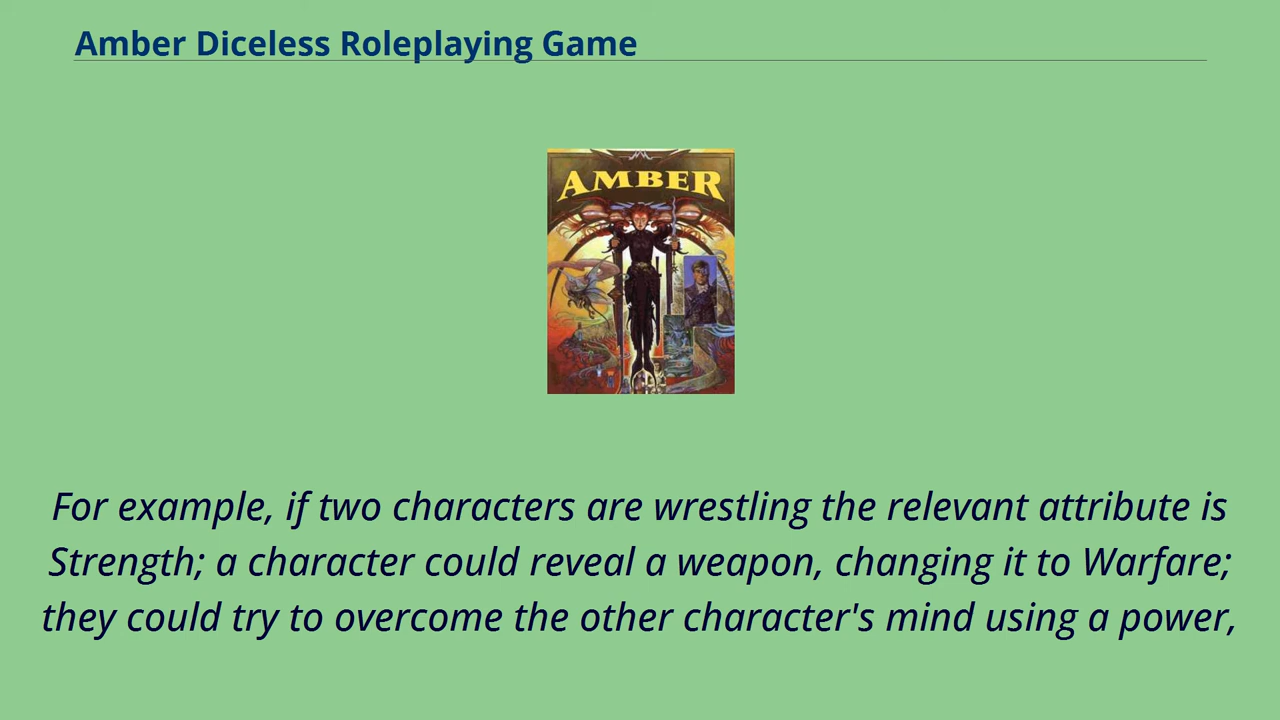 Amber Diceless Roleplaying Game
AMBER
For example, if two characters are wrestling the relevant attribute is
Strength; a character could reveal a weapon, changing it to Warfare;
they could try to overcome the other character's mind using a power,